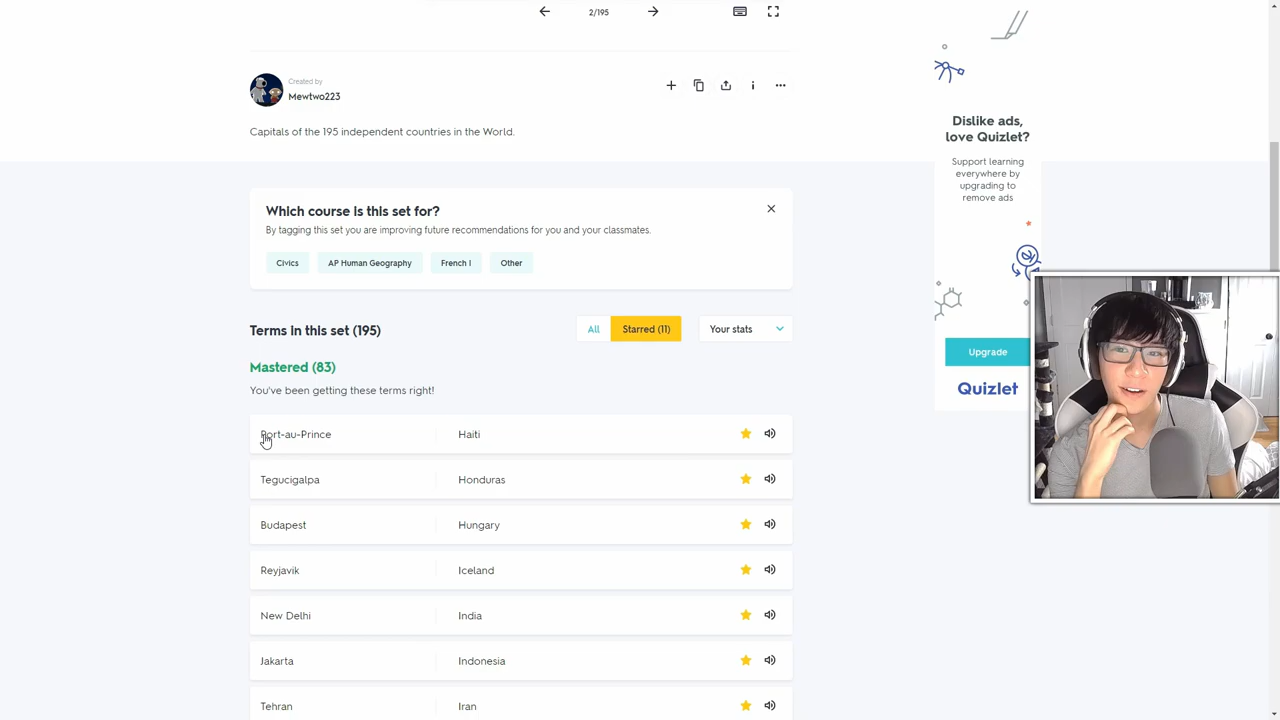 2/195
Created by
Mewtwo223
Capitals of the 195 independent countries in the World.
Which course is this set for?
By tagging this set you are improving future recommendations for you and your classmates.
Civics
AP Human Geography
French I
Other
Terms in this set (195)
All
Starred (11)
Your stats
Mastered (83)
You've been getting these terms right!
Port-au-Prince
Haiti
Tegucigalpa
Honduras
Budapest
Hungary
Reyjavik
Iceland
New Delhi
India
Jakarta
Indonesia
Tehran
Iran
Dislike ads,
love Quizlet?
Support learning
everywhere by
upgrading to
remove ads
Upgrade
Quizlet